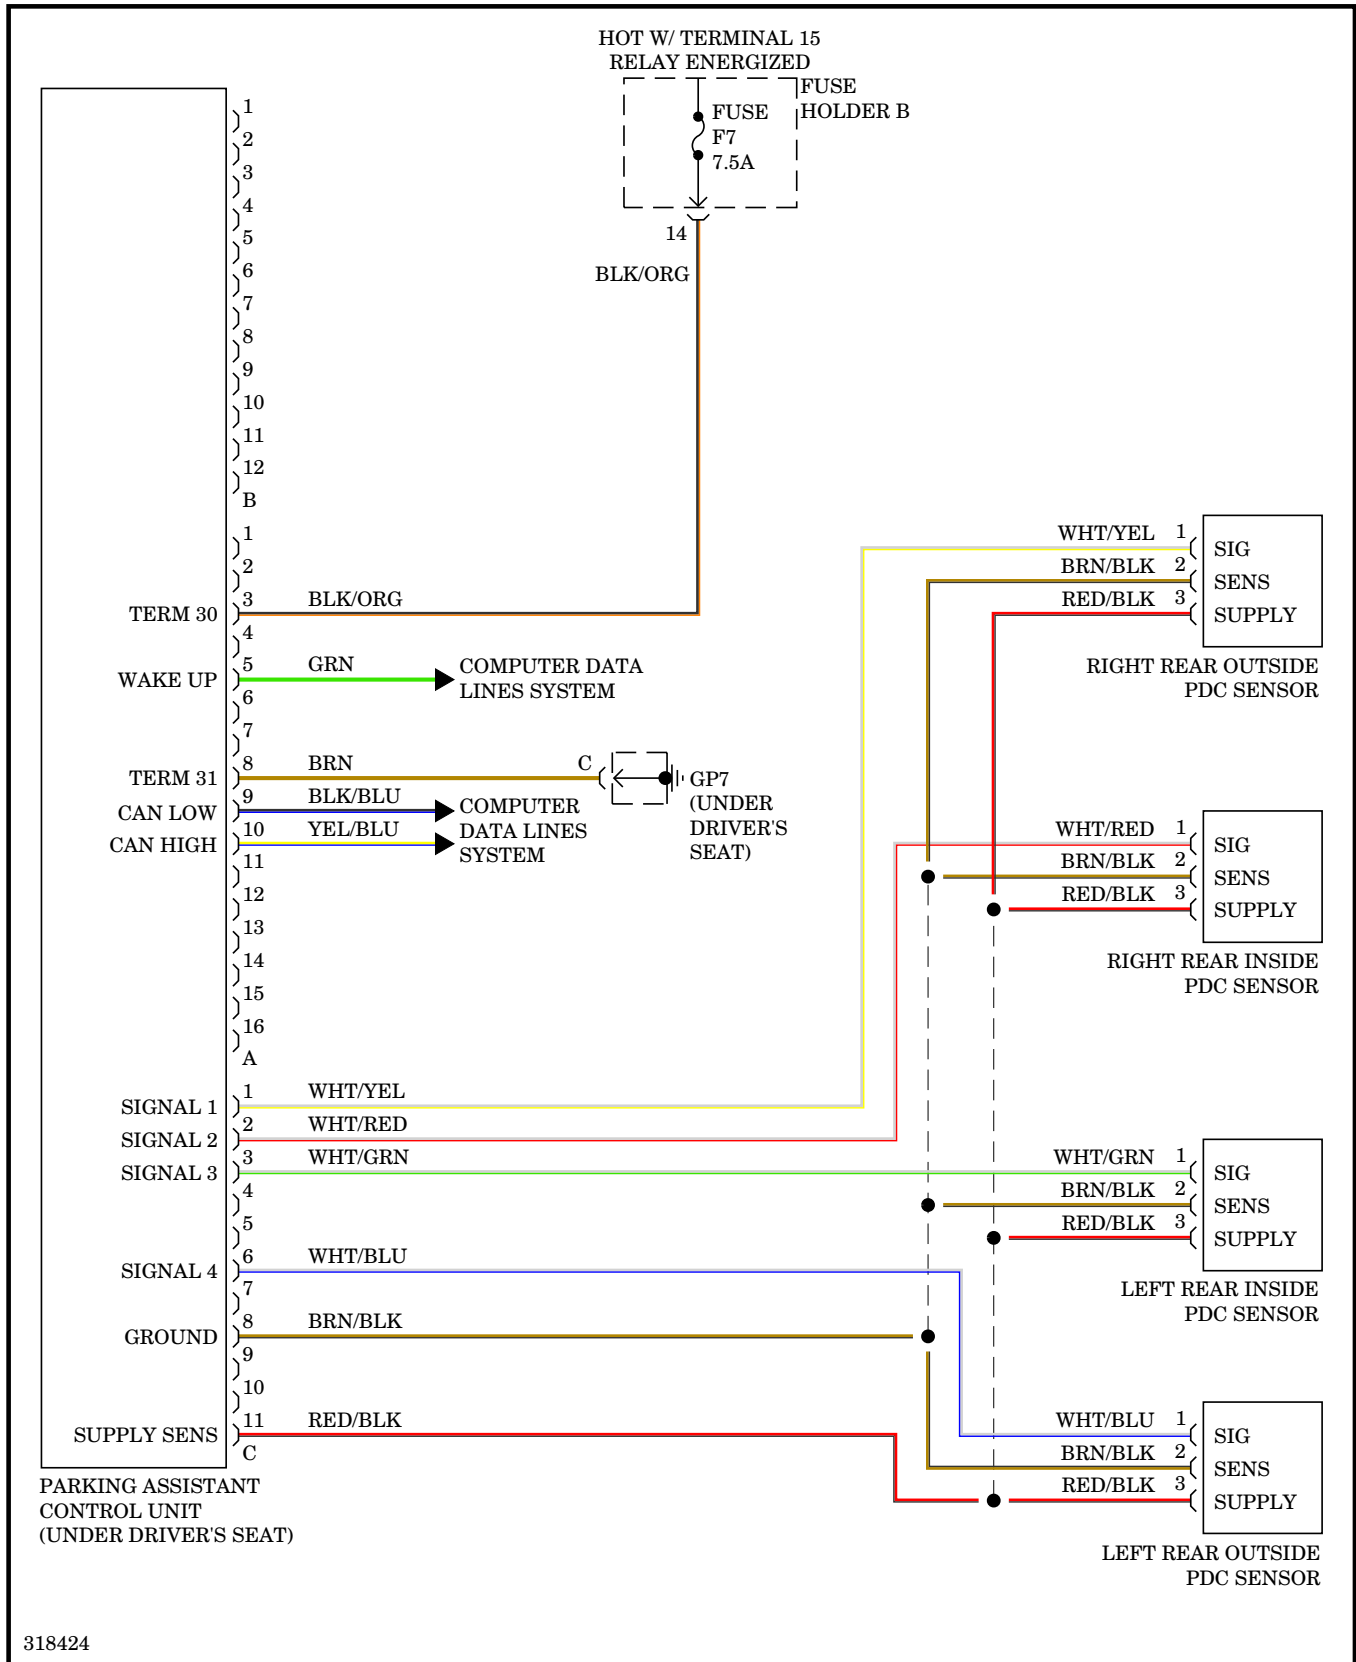 HOT W/ TERMINAL 15
RELAY ENERGIZED
FUSE
HOLDER B
FUSE
F7
7.5A
14
BLK/ORG
1
2
3
4
5
6
7
8
9
10
11
12
B
1
2
TERM 30 3 BLK/ORG
4
WAKE UP 5 GRN
COMPUTER DATA
LINES SYSTEM
6
7
TERM 31 8 BRN C
GP7
(UNDER
DRIVER'S
SEAT)
CAN LOW 9 BLK/BLU
CAN HIGH 10 YEL/BLU
COMPUTER
DATA LINES
SYSTEM
11
12
13
14
15
16
A
SIGNAL 1 1 WHT/YEL
SIGNAL 2 2 WHT/RED
SIGNAL 3 3 WHT/GRN
4
5
SIGNAL 4 6 WHT/BLU
7
GROUND 8 BRN/BLK
9
10
SUPPLY SENS 11 RED/BLK
C
PARKING ASSISTANT
CONTROL UNIT
(UNDER DRIVER'S SEAT)
WHT/YEL 1 SIG
BRN/BLK 2 SENS
RED/BLK 3 SUPPLY
RIGHT REAR OUTSIDE
PDC SENSOR
WHT/RED 1 SIG
BRN/BLK 2 SENS
RED/BLK 3 SUPPLY
RIGHT REAR INSIDE
PDC SENSOR
WHT/GRN 1 SIG
BRN/BLK 2 SENS
RED/BLK 3 SUPPLY
LEFT REAR INSIDE
PDC SENSOR
WHT/BLU 1 SIG
BRN/BLK 2 SENS
RED/BLK 3 SUPPLY
LEFT REAR OUTSIDE
PDC SENSOR
318424